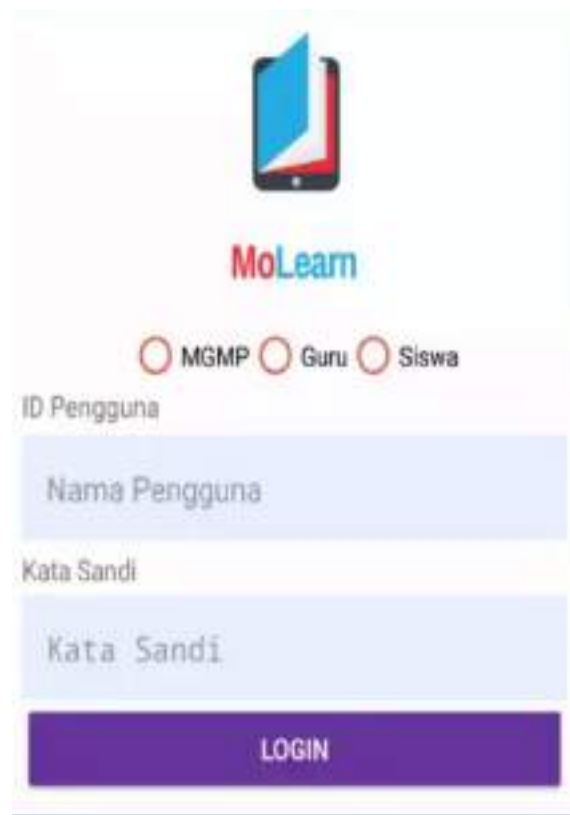 MoLearn
MGMP Guru Siswa
ID Pengguna
Nama Pengguna
Kata Sandi
Kata Sandi
LOGIN